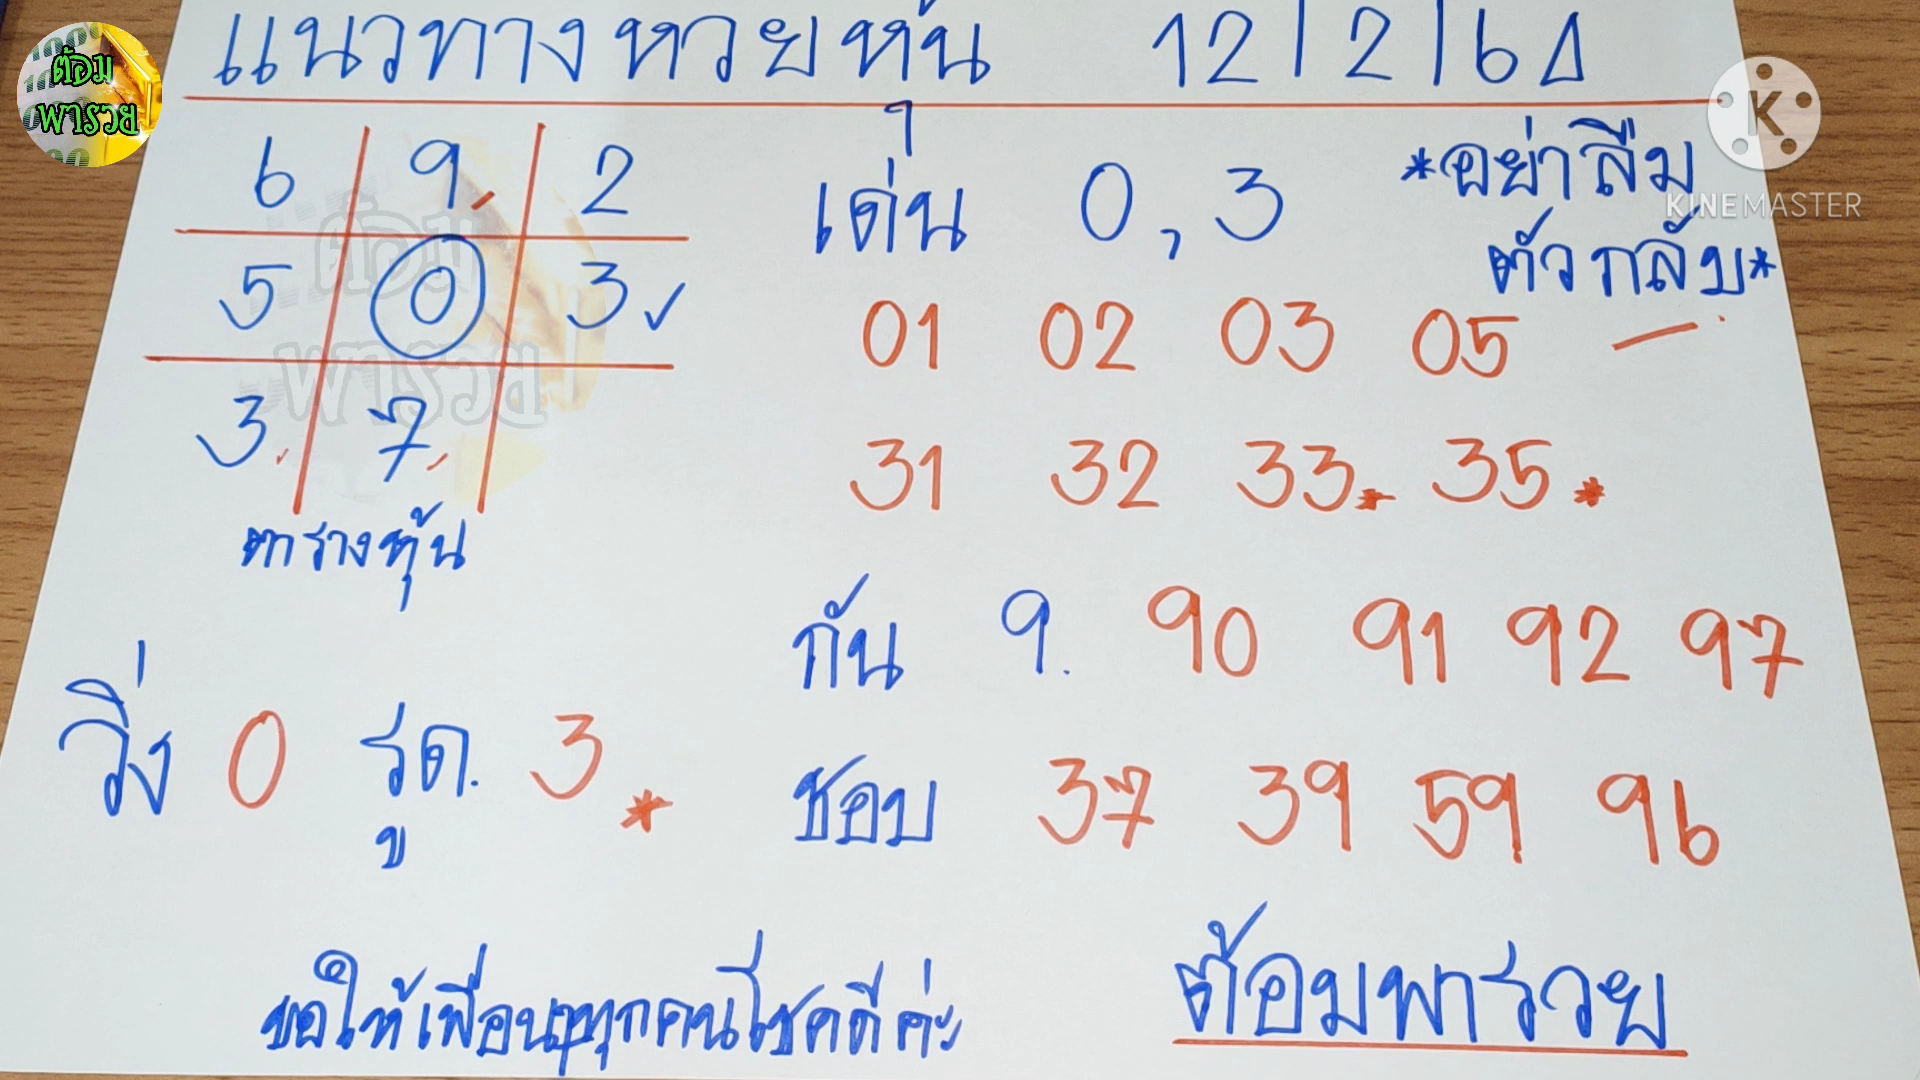 ต้อม
พารวย
แนวทางหวยหุ้น 12/2/64
K
KINEMASTER
*อย่าลืม
ตัวกลับ*
6 9 2
5 0 3
3 7
ตารางหุ้น
วิ่ง 0 รูด. 3
เด่น 0,3
01 02 03 05
31 32 33 35
กัน 9. 90 91 92 97
ชอบ 37 39 59 96
ขอให้เพื่อนๆทุกคนโชคดีค่ะ
ต้อมพารวย